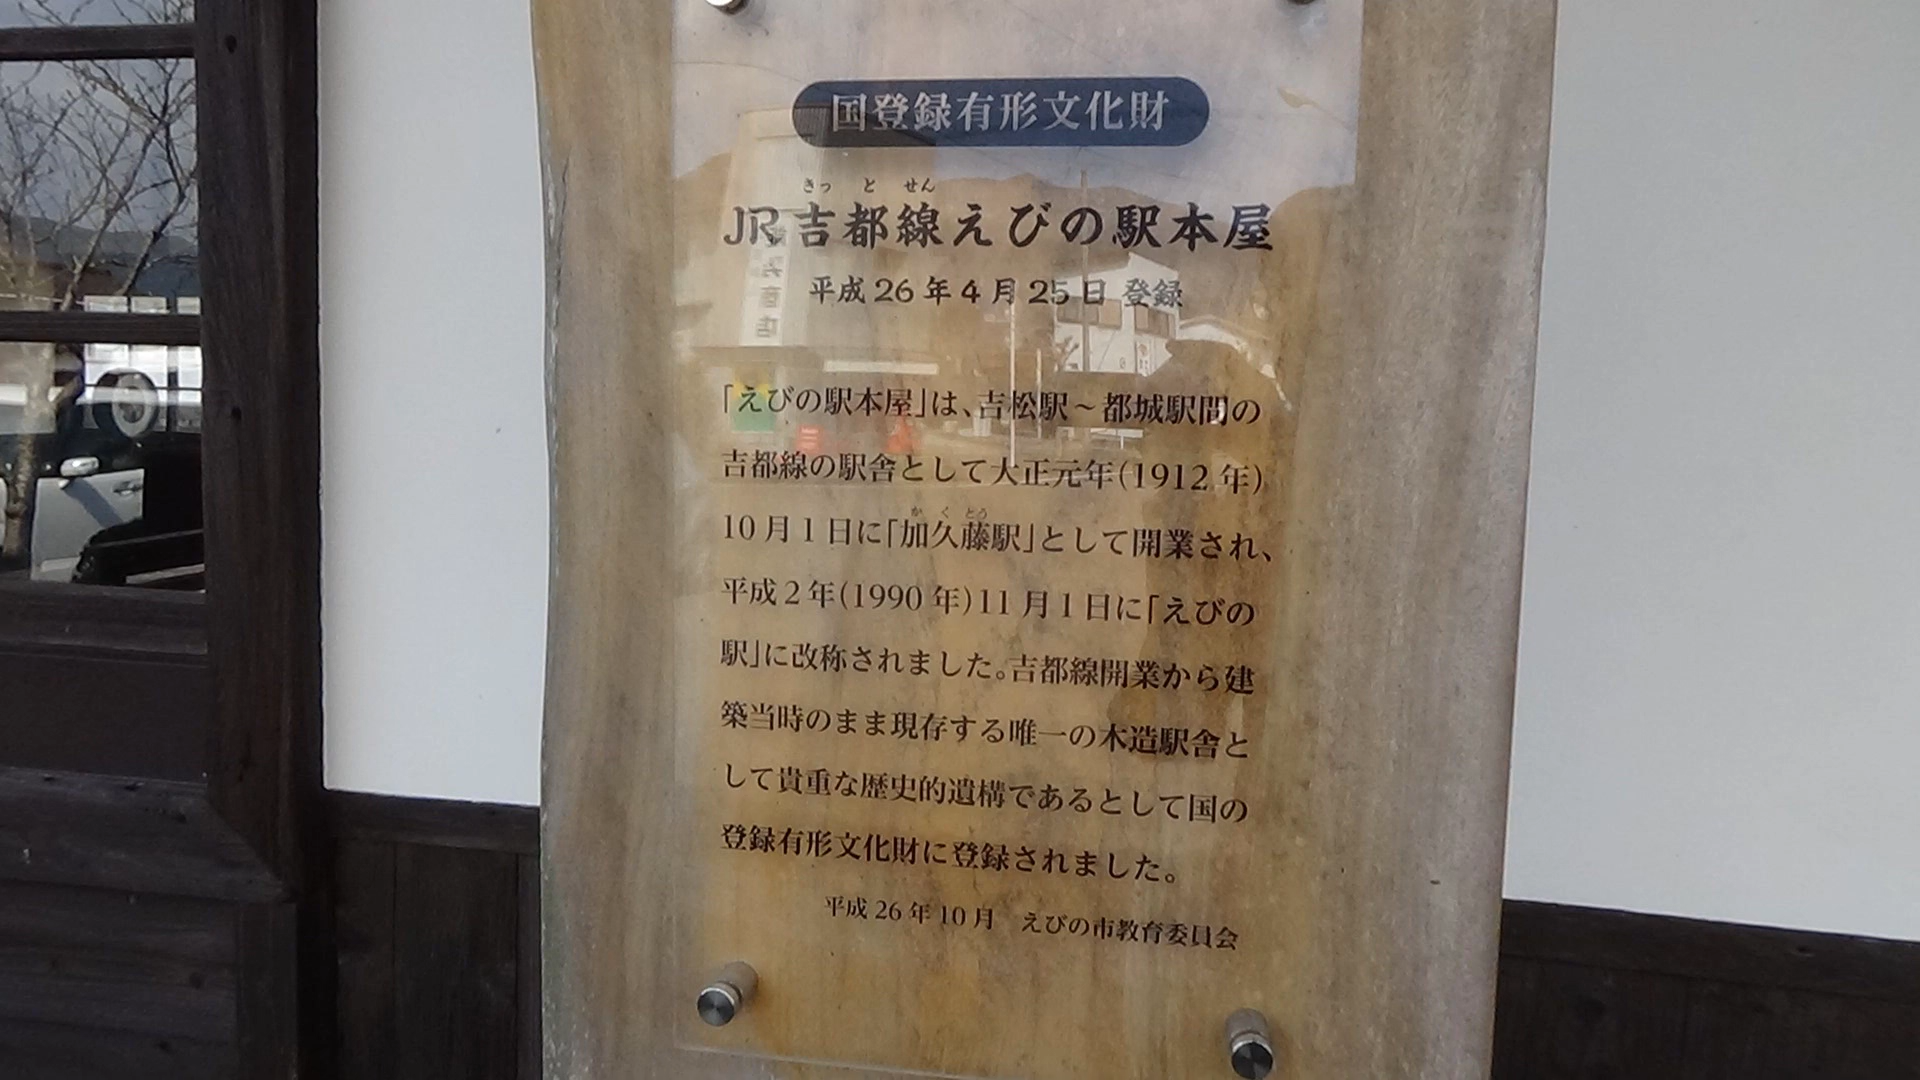 国登録有形文化財
きっ と せん
JR吉都線えびの駅本屋
平成26年4月25日 登録
「えびの駅本屋」は、吉松駅～都城駅間の
吉都線の駅舎として大正元年(1912年)
か く とう
10月1日に「加久藤駅」として開業され、
平成2年(1990年)11月1日に「えびの
駅」に改称されました。吉都線開業から建
築当時のまま現存する唯一の木造駅舎と
して貴重な歴史的遺構であるとして国の
登録有形文化財に登録されました。
平成26年10月　えびの市教育委員会